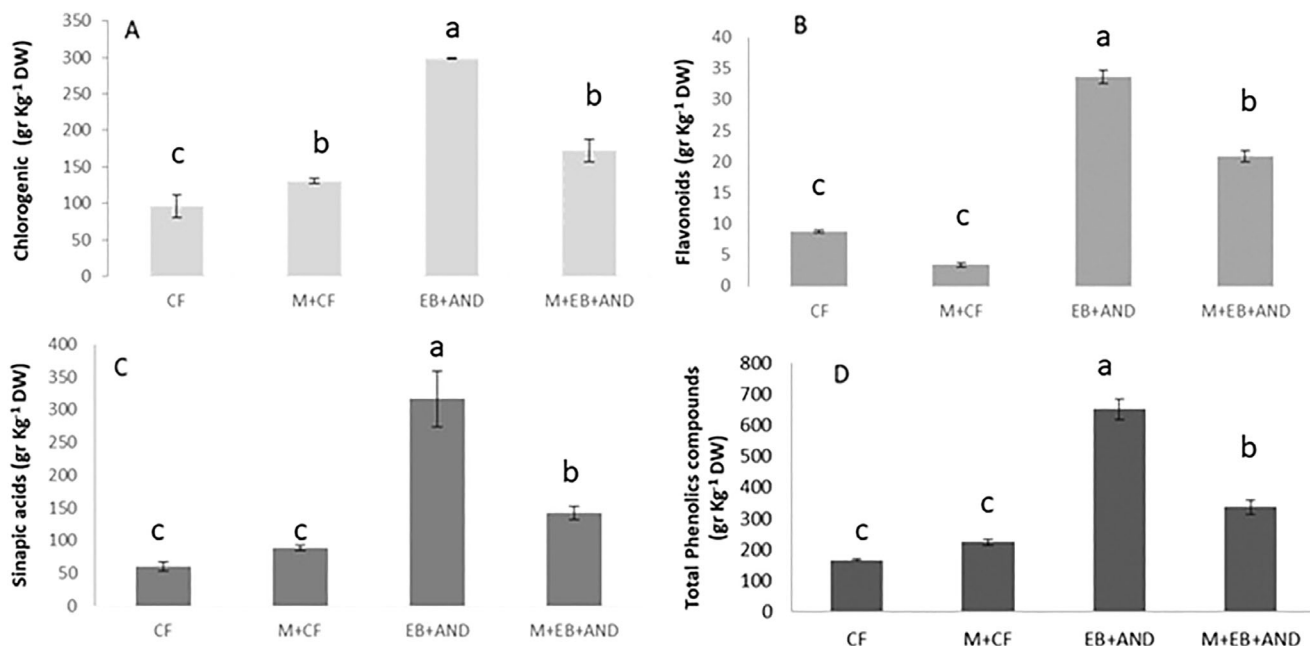 A
Chlorogenic (gr Kg⁻¹ DW)
350
300
250
200
150
100
50
0
c
b
a
b
CF M+CF EB+AND M+EB+AND
B
Flavonoids (gr Kg⁻¹ DW)
40
35
30
25
20
15
10
5
0
c
c
a
b
CF M+CF EB+AND M+EB+AND
C
Sinapic acids (gr Kg⁻¹ DW)
400
350
300
250
200
150
100
50
0
c
c
a
b
CF M+CF EB+AND M+EB+AND
D
Total Phenolics compounds
(gr Kg⁻¹ DW)
800
700
600
500
400
300
200
100
0
c
c
a
b
CF M+CF EB+AND M+EB+AND